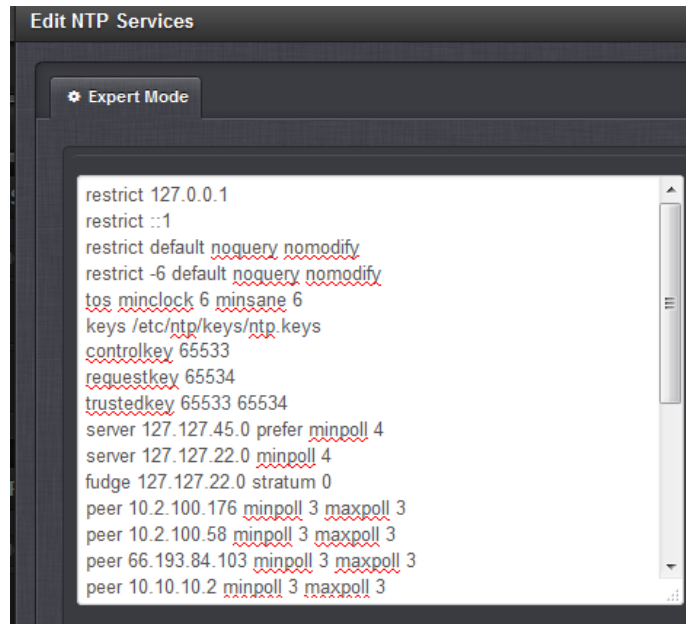 Edit NTP Services
Expert Mode
restrict 127.0.0.1
restrict ::1
restrict default noquery nomodify
restrict -6 default noquery nomodify
tos minclock 6 minsane 6
keys /etc/ntp/keys/ntp.keys
controlkey 65533
requestkey 65534
trustedkey 65533 65534
server 127.127.45.0 prefer minpoll 4
server 127.127.22.0 minpoll 4
fudge 127.127.22.0 stratum 0
peer 10.2.100.176 minpoll 3 maxpoll 3
peer 10.2.100.58 minpoll 3 maxpoll 3
peer 66.193.84.103 minpoll 3 maxpoll 3
peer 10.10.10.2 minpoll 3 maxpoll 3